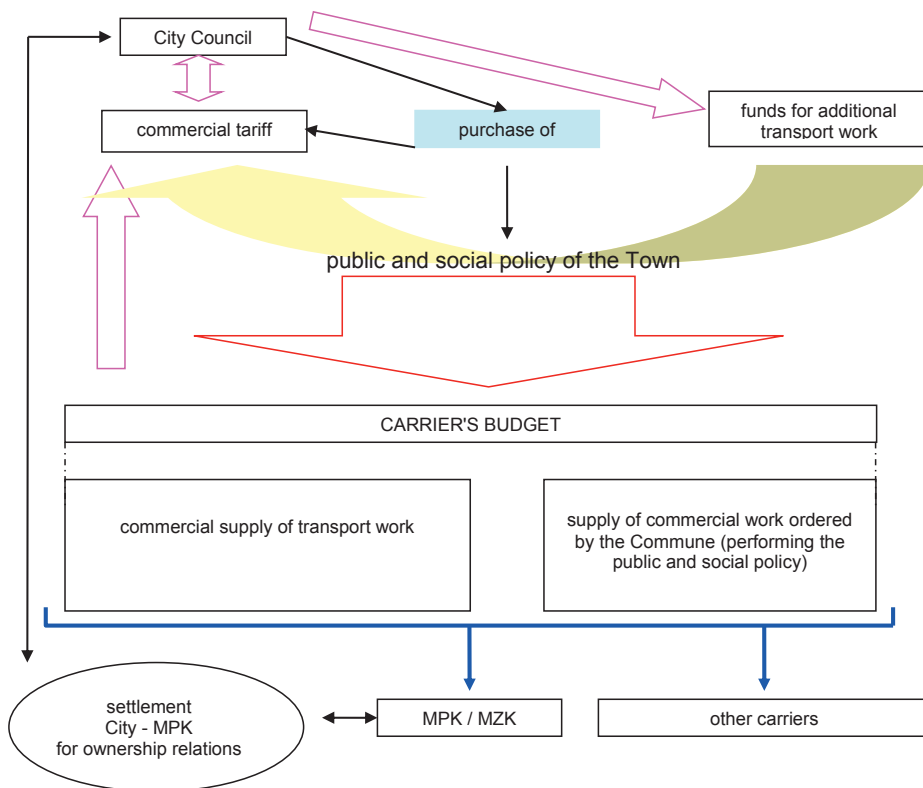 City Council
commercial tariff
purchase of
funds for additional
transport work
public and social policy of the Town
CARRIER'S BUDGET
commercial supply of transport work
supply of commercial work ordered
by the Commune (performing the
public and social policy)
settlement
City - MPK
for ownership relations
MPK / MZK
other carriers